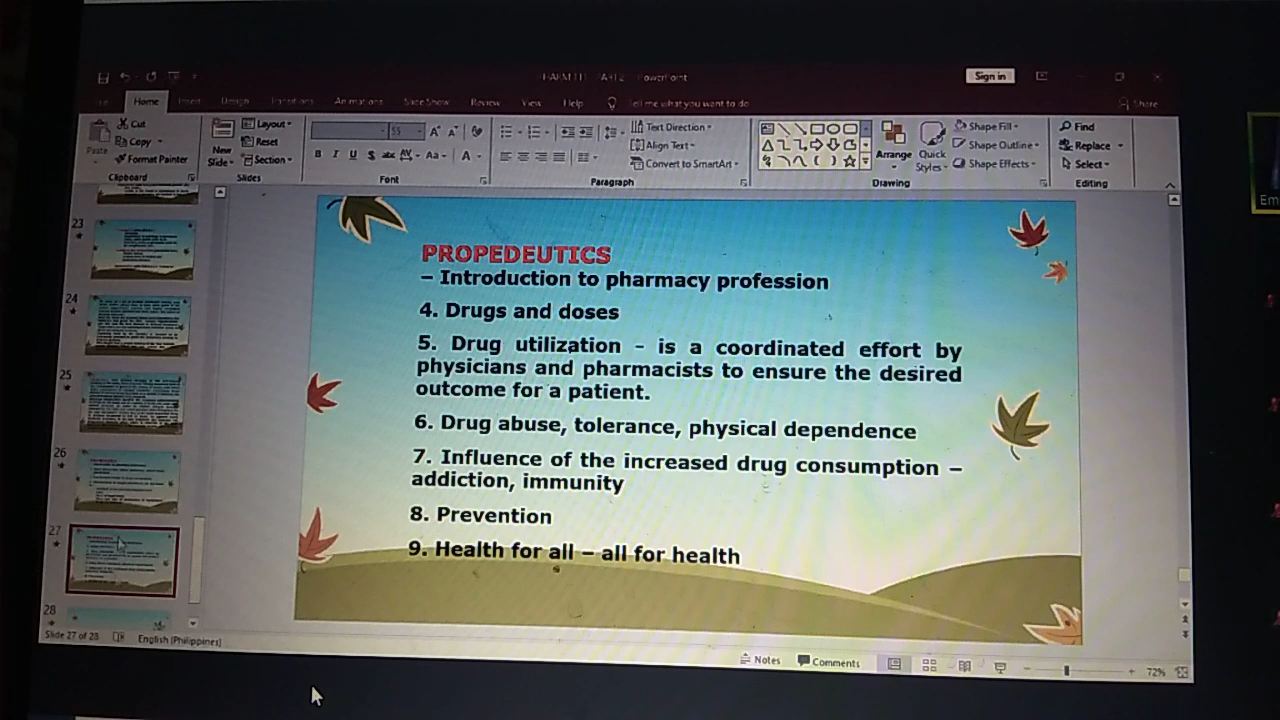 PowerPoint
Sign in
Home Insert Design Transitions Animations Slide Show Review View Help Tell me what you want to do Share
Paste
Cut
Copy
Format Painter
Clipboard
New
Slide
Layout
Reset
Section
Slides
55
B I U S abc AV Aa A
Font
Text Direction
Align Text
Convert to SmartArt
Paragraph
Arrange
Quick
Styles
Shape Fill
Shape Outline
Shape Effects
Drawing
Find
Replace
Select
Editing
23
24
25
26
27
28
PROPEDEUTICS
– Introduction to pharmacy profession
4. Drugs and doses
5. Drug utilization – is a coordinated effort by
physicians and pharmacists to ensure the desired
outcome for a patient.
6. Drug abuse, tolerance, physical dependence
7. Influence of the increased drug consumption –
addiction, immunity
8. Prevention
9. Health for all – all for health
Slide 27 of 28 English (Philippines)
Notes Comments 72%
Em